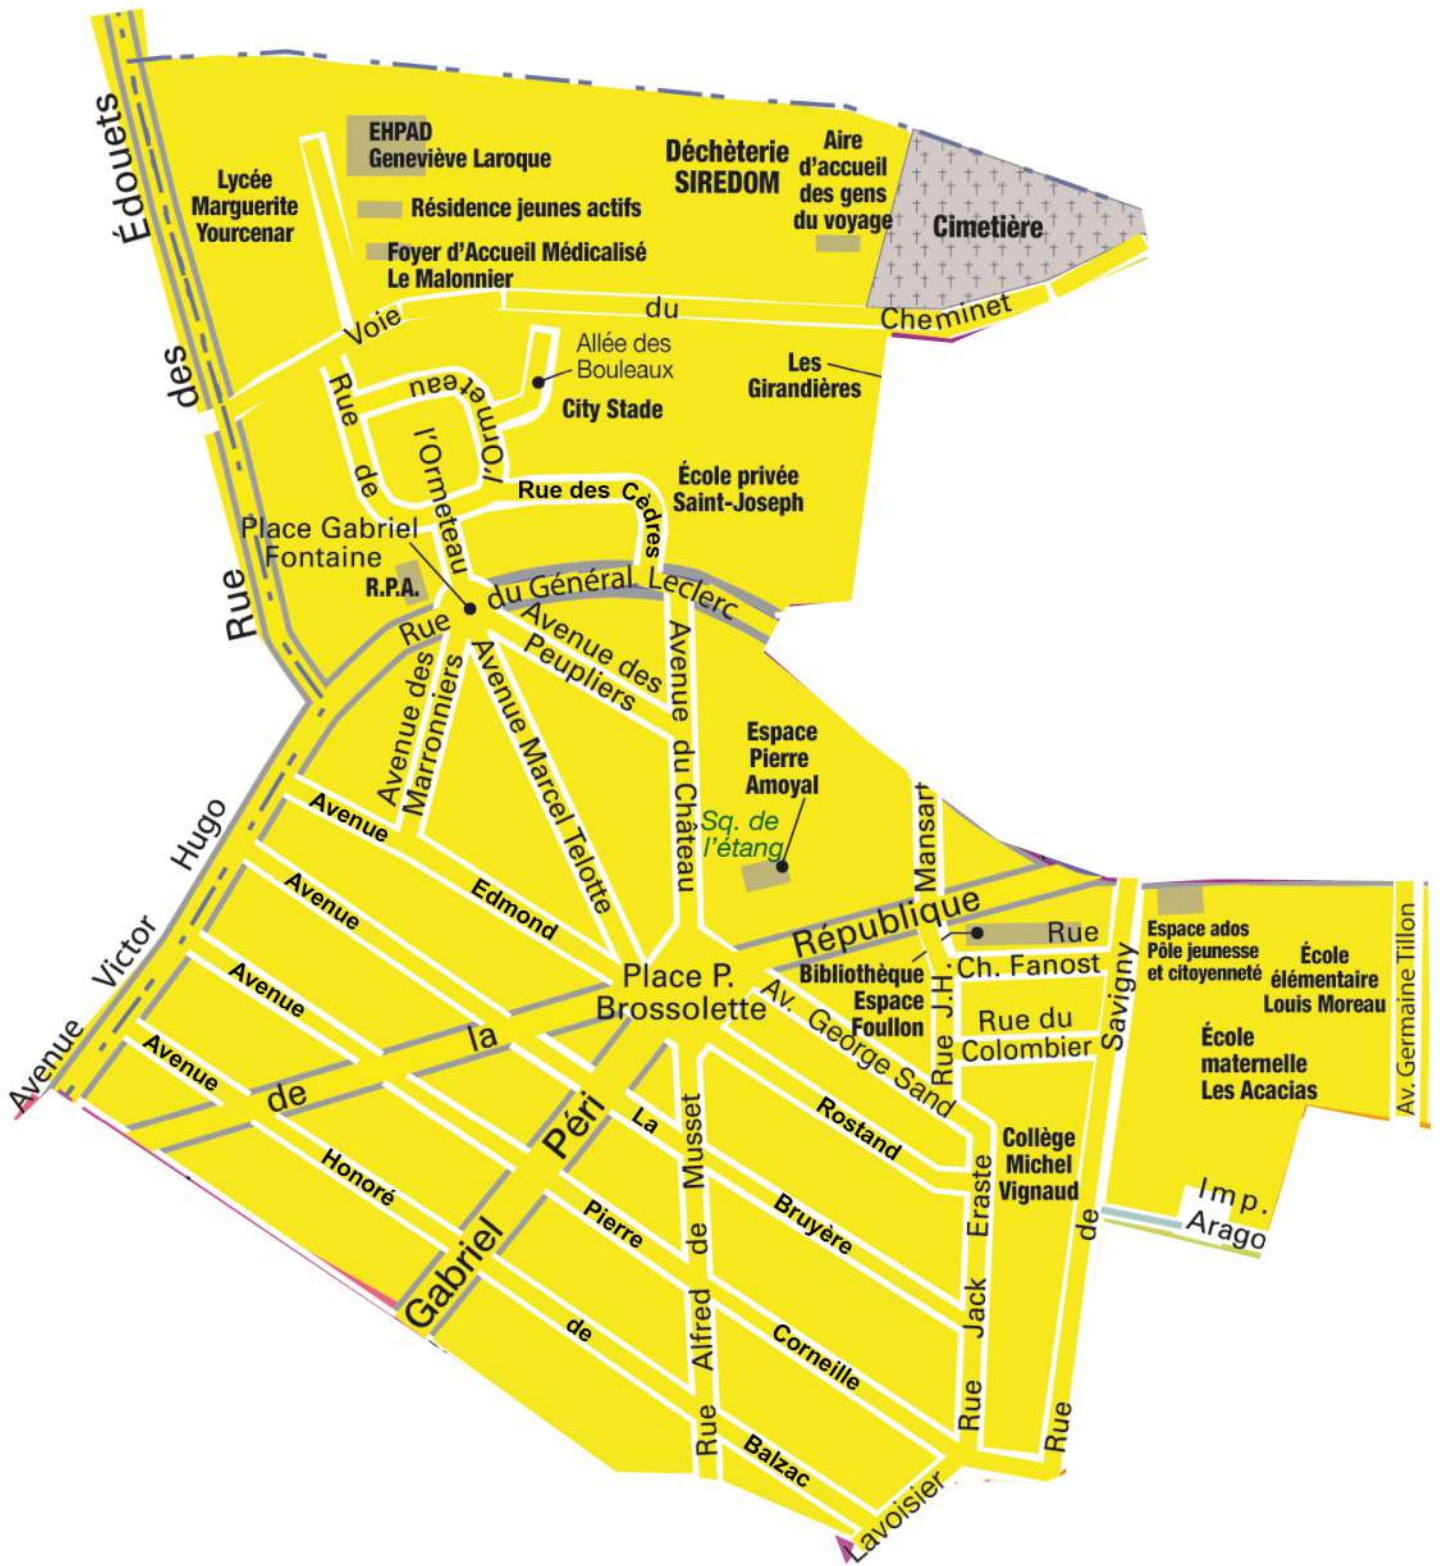 Rue des Édouets
EHPAD
Geneviève Laroque
Lycée
Marguerite
Yourcenar
Résidence jeunes actifs
Foyer d'Accueil Médicalisé
Le Malonnier
Déchèterie
SIREDOM
Aire
d'accueil
des gens
du voyage
Cimetière
Voie du Cheminet
Allée des
Bouleaux
City Stade
Les
Girandières
Rue de l'Ormeteau
l'Ormeteau
Rue des Cèdres
École privée
Saint-Joseph
Place Gabriel
Fontaine
R.P.A.
Rue du Général Leclerc
Avenue des
Peupliers
Avenue des
Marronniers
Avenue Marcel Telotte
Avenue du Château
Espace
Pierre
Amoyal
Sq. de
l'étang
Avenue Victor Hugo
Avenue Edmond Rostand
Avenue La Bruyère
Avenue Pierre Corneille
Avenue Honoré de Balzac
de la République
Place P.
Brossolette
Rue J.H. Mansart
Bibliothèque
Espace
Foullon
Rue
Ch. Fanost
Rue du
Colombier
Av. George Sand
Rue de Savigny
Espace ados
Pôle jeunesse
et citoyenneté
École
élémentaire
Louis Moreau
École
maternelle
Les Acacias
Av. Germaine Tillon
Collège
Michel
Vignaud
Imp.
Arago
Gabriel Péri
Rue Alfred de Musset
Rue Jack Eraste
Lavoisier